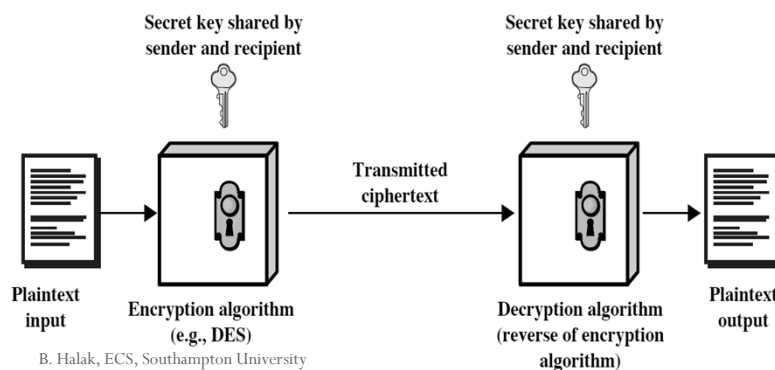 Secret key shared by
sender and recipient
Secret key shared by
sender and recipient
Transmitted
ciphertext
Plaintext
input
Encryption algorithm
(e.g., DES)
Decryption algorithm
(reverse of encryption
algorithm)
Plaintext
output
B. Halak, ECS, Southampton University